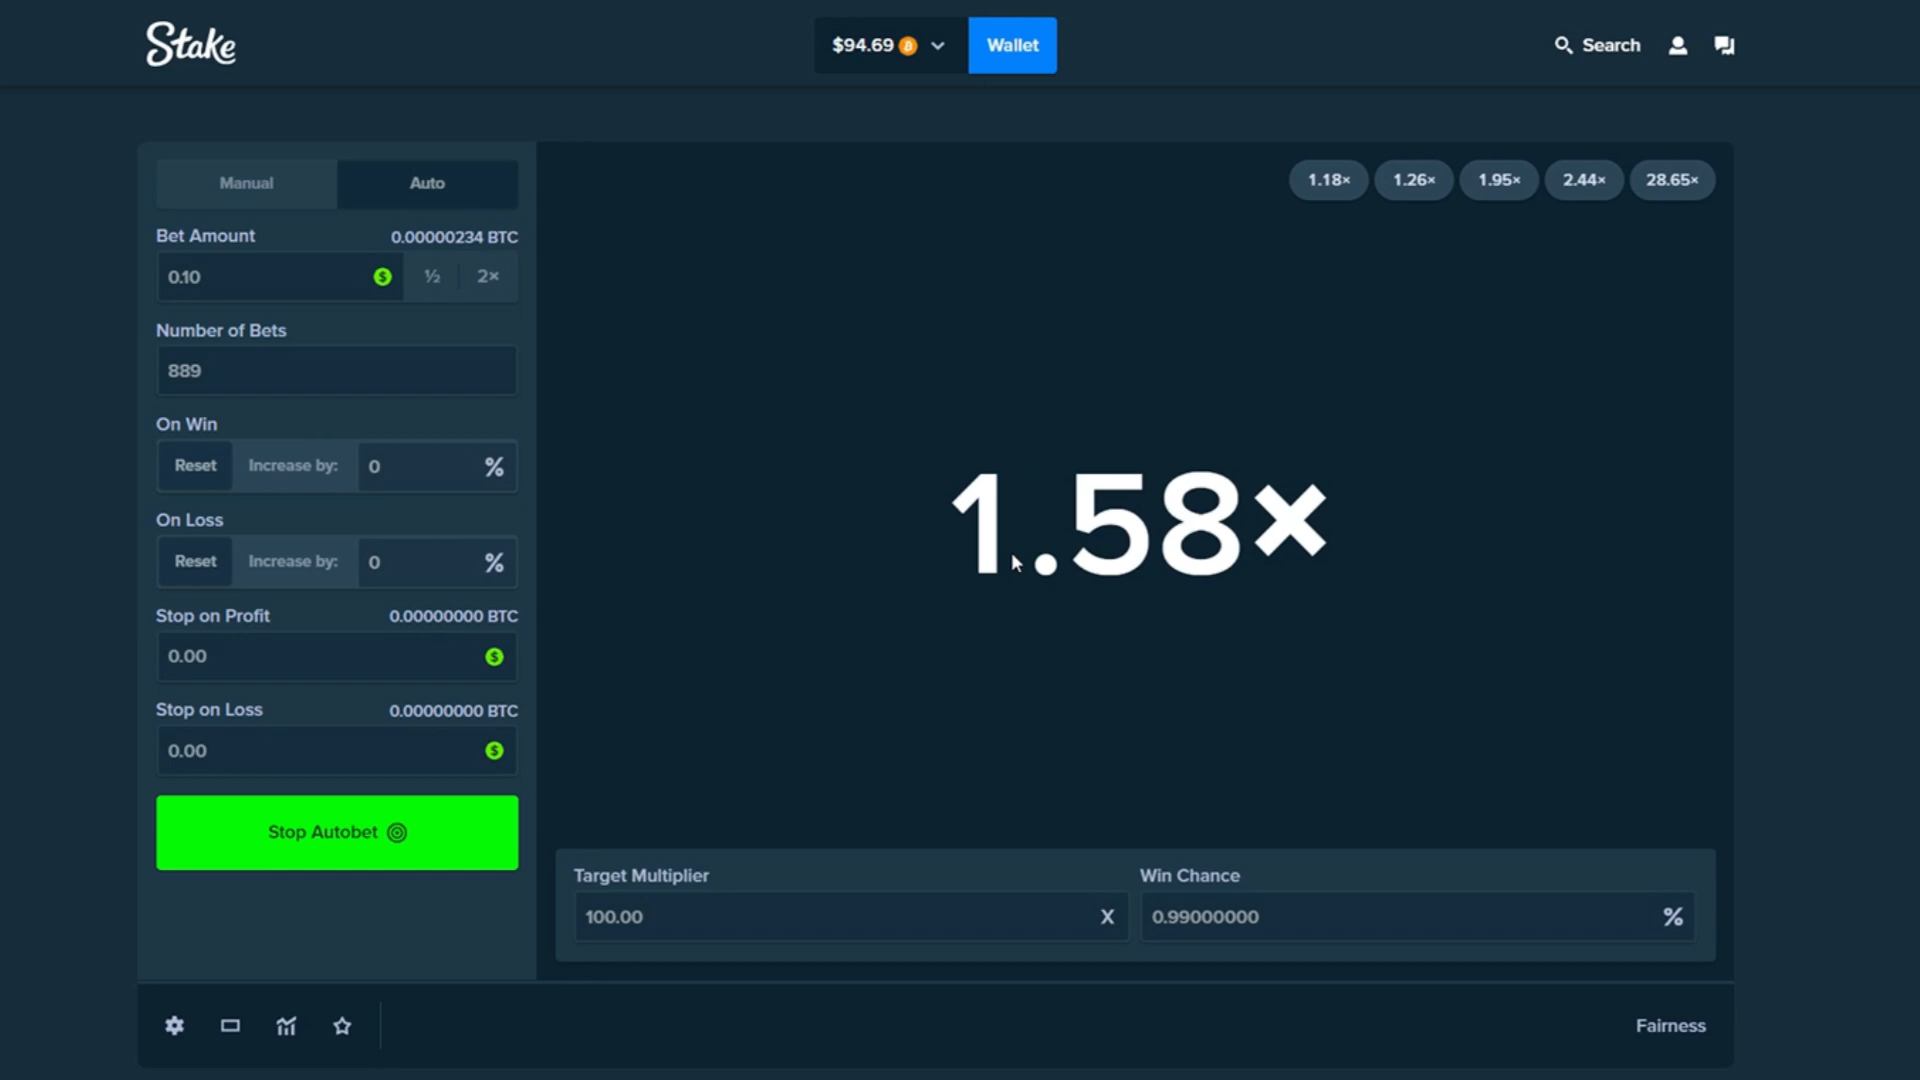 Stake
$94.69
Wallet
Search
Manual
Auto
1.18×
1.26×
1.95×
2.44×
28.65×
Bet Amount
0.00000234 BTC
0.10
½
2×
Number of Bets
889
On Win
Reset
Increase by:
0
%
On Loss
Reset
Increase by:
0
%
1.58×
Stop on Profit
0.00000000 BTC
0.00
Stop on Loss
0.00000000 BTC
0.00
Stop Autobet
Target Multiplier
100.00
X
Win Chance
0.99000000
%
Fairness